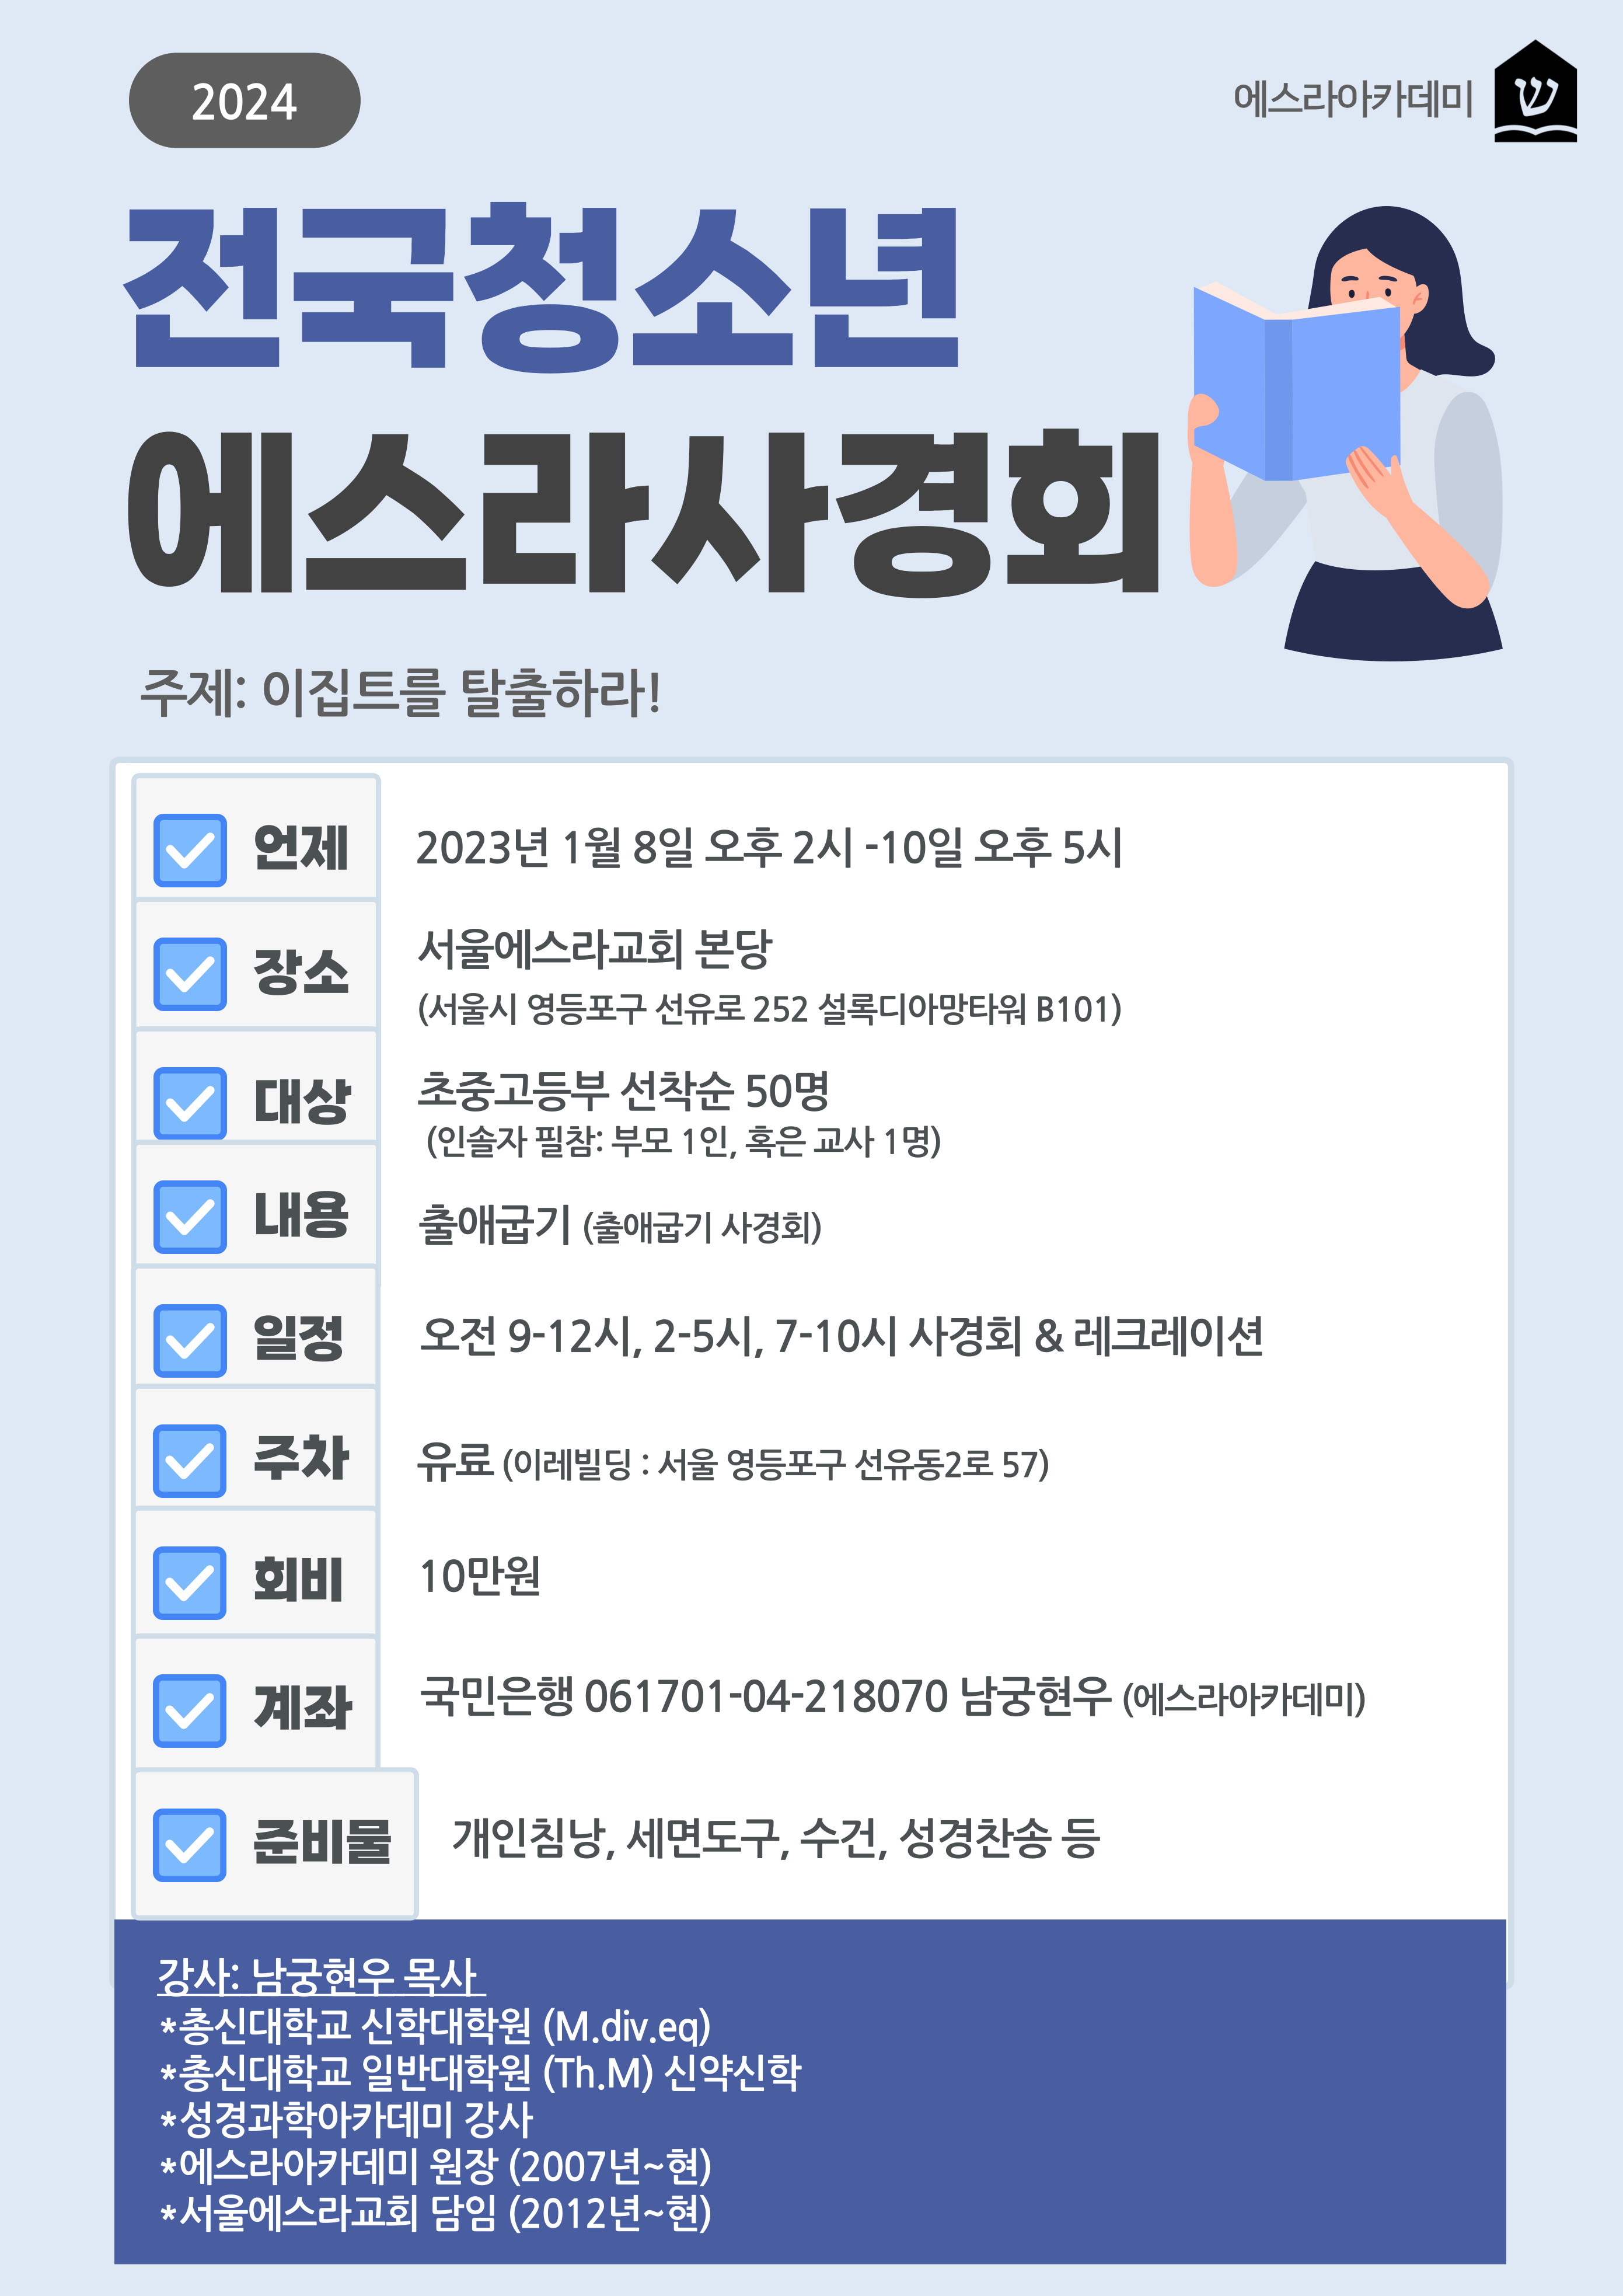 2024
에스라아카데미
ש
전국청소년
에스라사경회
주제: 이집트를 탈출하라!
언제 2023년 1월 8일 오후 2시 -10일 오후 5시
장소 서울에스라교회 본당
(서울시 영등포구 선유로 252 설록디아망타워 B101)
대상 초중고등부 선착순 50명
(인솔자 필참: 부모 1인, 혹은 교사 1명)
내용 출애굽기 (출애굽기 사경회)
일정 오전 9-12시, 2-5시, 7-10시 사경회 & 레크레이션
주차 유료 (이레빌딩 : 서울 영등포구 선유동2로 57)
회비 10만원
계좌 국민은행 061701-04-218070 남궁현우 (에스라아카데미)
준비물 개인침낭, 세면도구, 수건, 성경찬송 등
강사: 남궁현우 목사
*총신대학교 신학대학원 (M.div.eq)
*총신대학교 일반대학원 (Th.M) 신약신학
*성경과학아카데미 강사
*에스라아카데미 원장 (2007년~현)
*서울에스라교회 담임 (2012년~현)